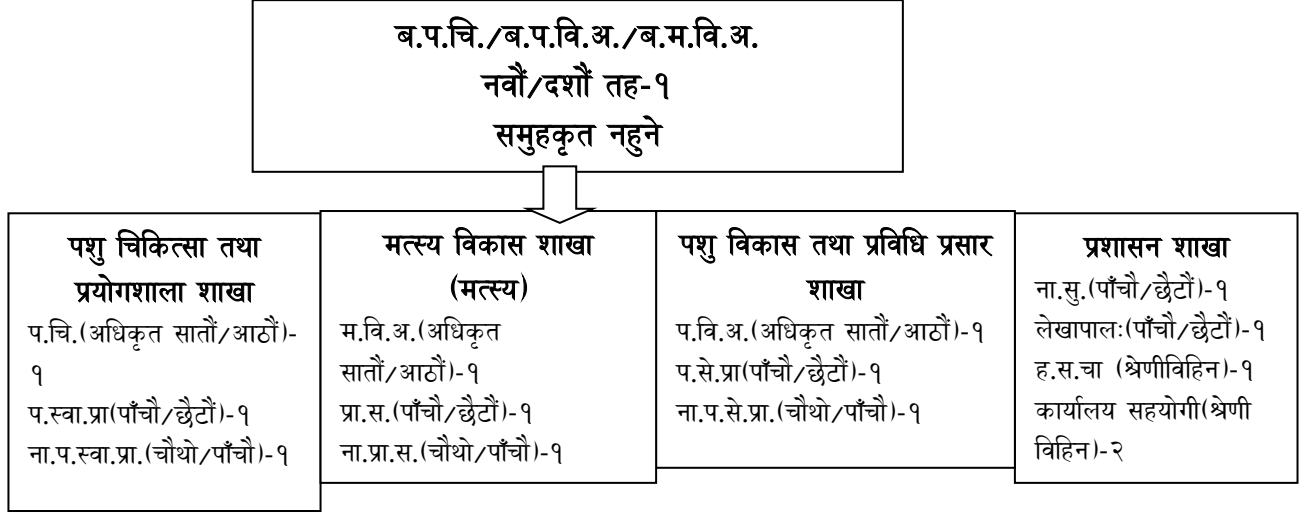 ब.प.चि./ब.प.वि.अ./ब.म.वि.अ.
नवौं/दशौं तह-१
समुहकृत नहुने
पशु चिकित्सा तथा
प्रयोगशाला शाखा
प.चि.(अधिकृत सातौं/आठौं)-
१
प.स्वा.प्रा(पाँचौ/छैटौं)-१
ना.प.स्वा.प्रा.(चौथो/पाँचौ)-१
मत्स्य विकास शाखा
(मत्स्य)
म.वि.अ.(अधिकृत
सातौं/आठौं)-१
प्रा.स.(पाँचौ/छैटौं)-१
ना.प्रा.स.(चौथो/पाँचौ)-१
पशु विकास तथा प्रविधि प्रसार
शाखा
प.वि.अ.(अधिकृत सातौं/आठौं)-१
प.से.प्रा(पाँचौ/छैटौं)-१
ना.प.से.प्रा.(चौथो/पाँचौ)-१
प्रशासन शाखा
ना.सु.(पाँचौ/छैटौं)-१
लेखापालः(पाँचौ/छैटौं)-१
ह.स.चा (श्रेणीविहिन)-१
कार्यालय सहयोगी(श्रेणी
विहिन)-२